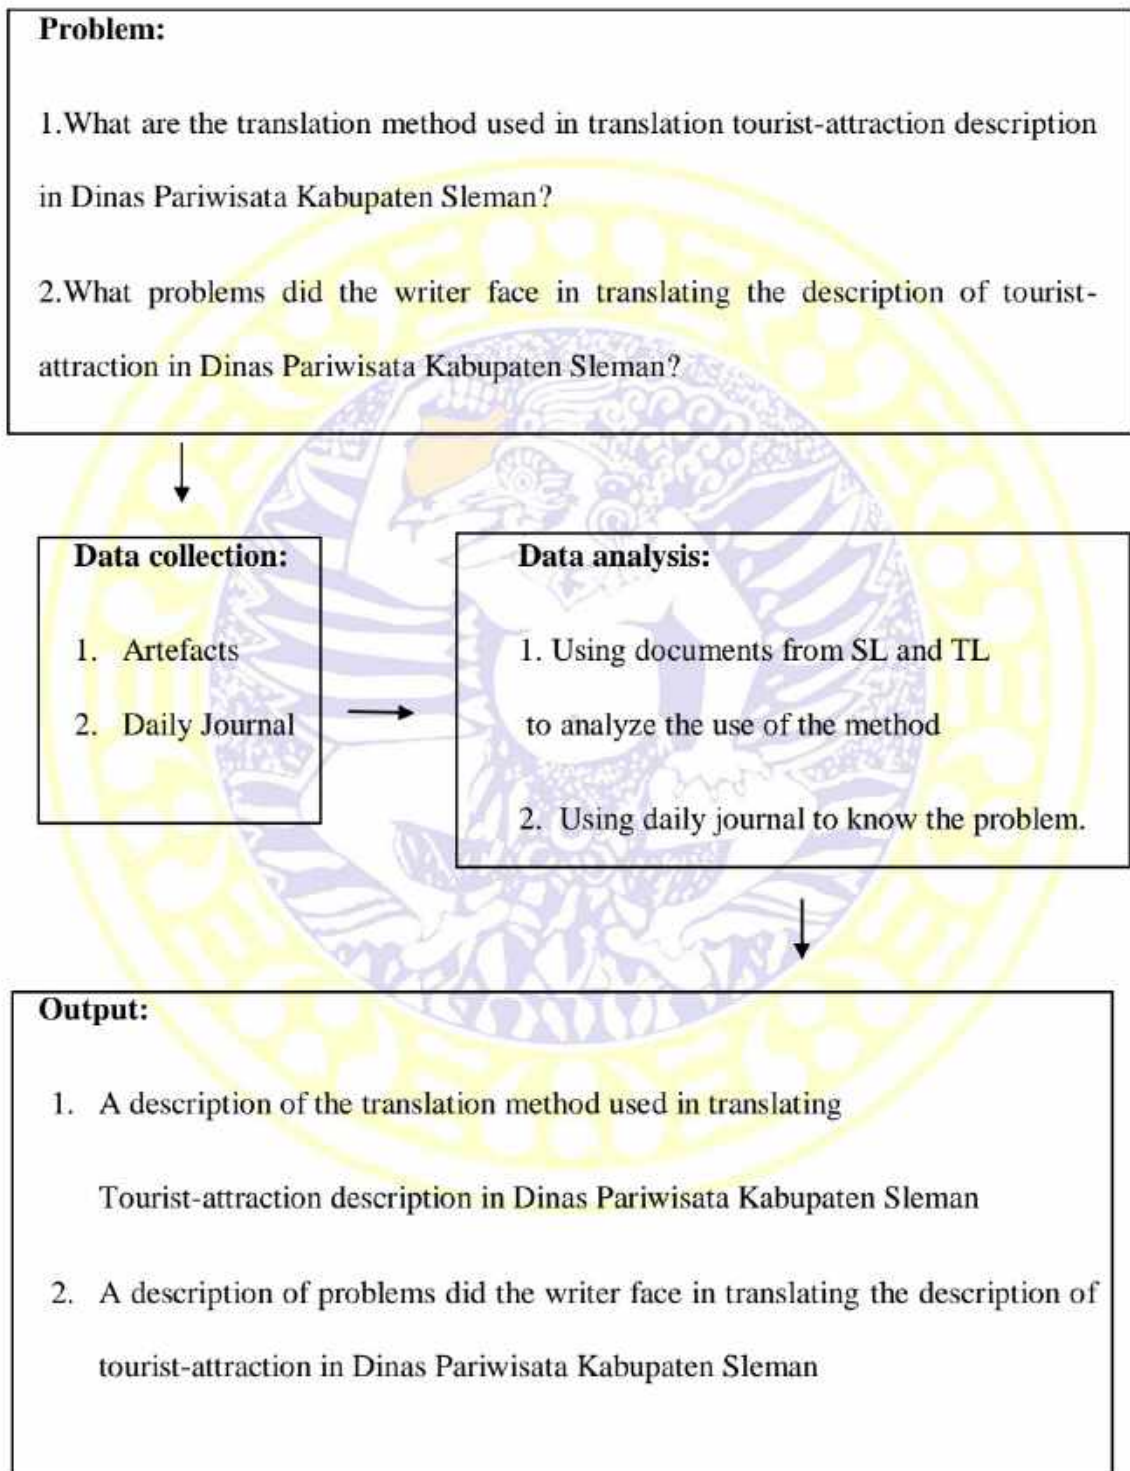 Problem:
1.What are the translation method used in translation tourist-attraction description
in Dinas Pariwisata Kabupaten Sleman?
2.What problems did the writer face in translating the description of tourist-
attraction in Dinas Pariwisata Kabupaten Sleman?
Data collection:
1. Artefacts
2. Daily Journal
Data analysis:
1. Using documents from SL and TL
to analyze the use of the method
2. Using daily journal to know the problem.
Output:
1. A description of the translation method used in translating
Tourist-attraction description in Dinas Pariwisata Kabupaten Sleman
2. A description of problems did the writer face in translating the description of
tourist-attraction in Dinas Pariwisata Kabupaten Sleman